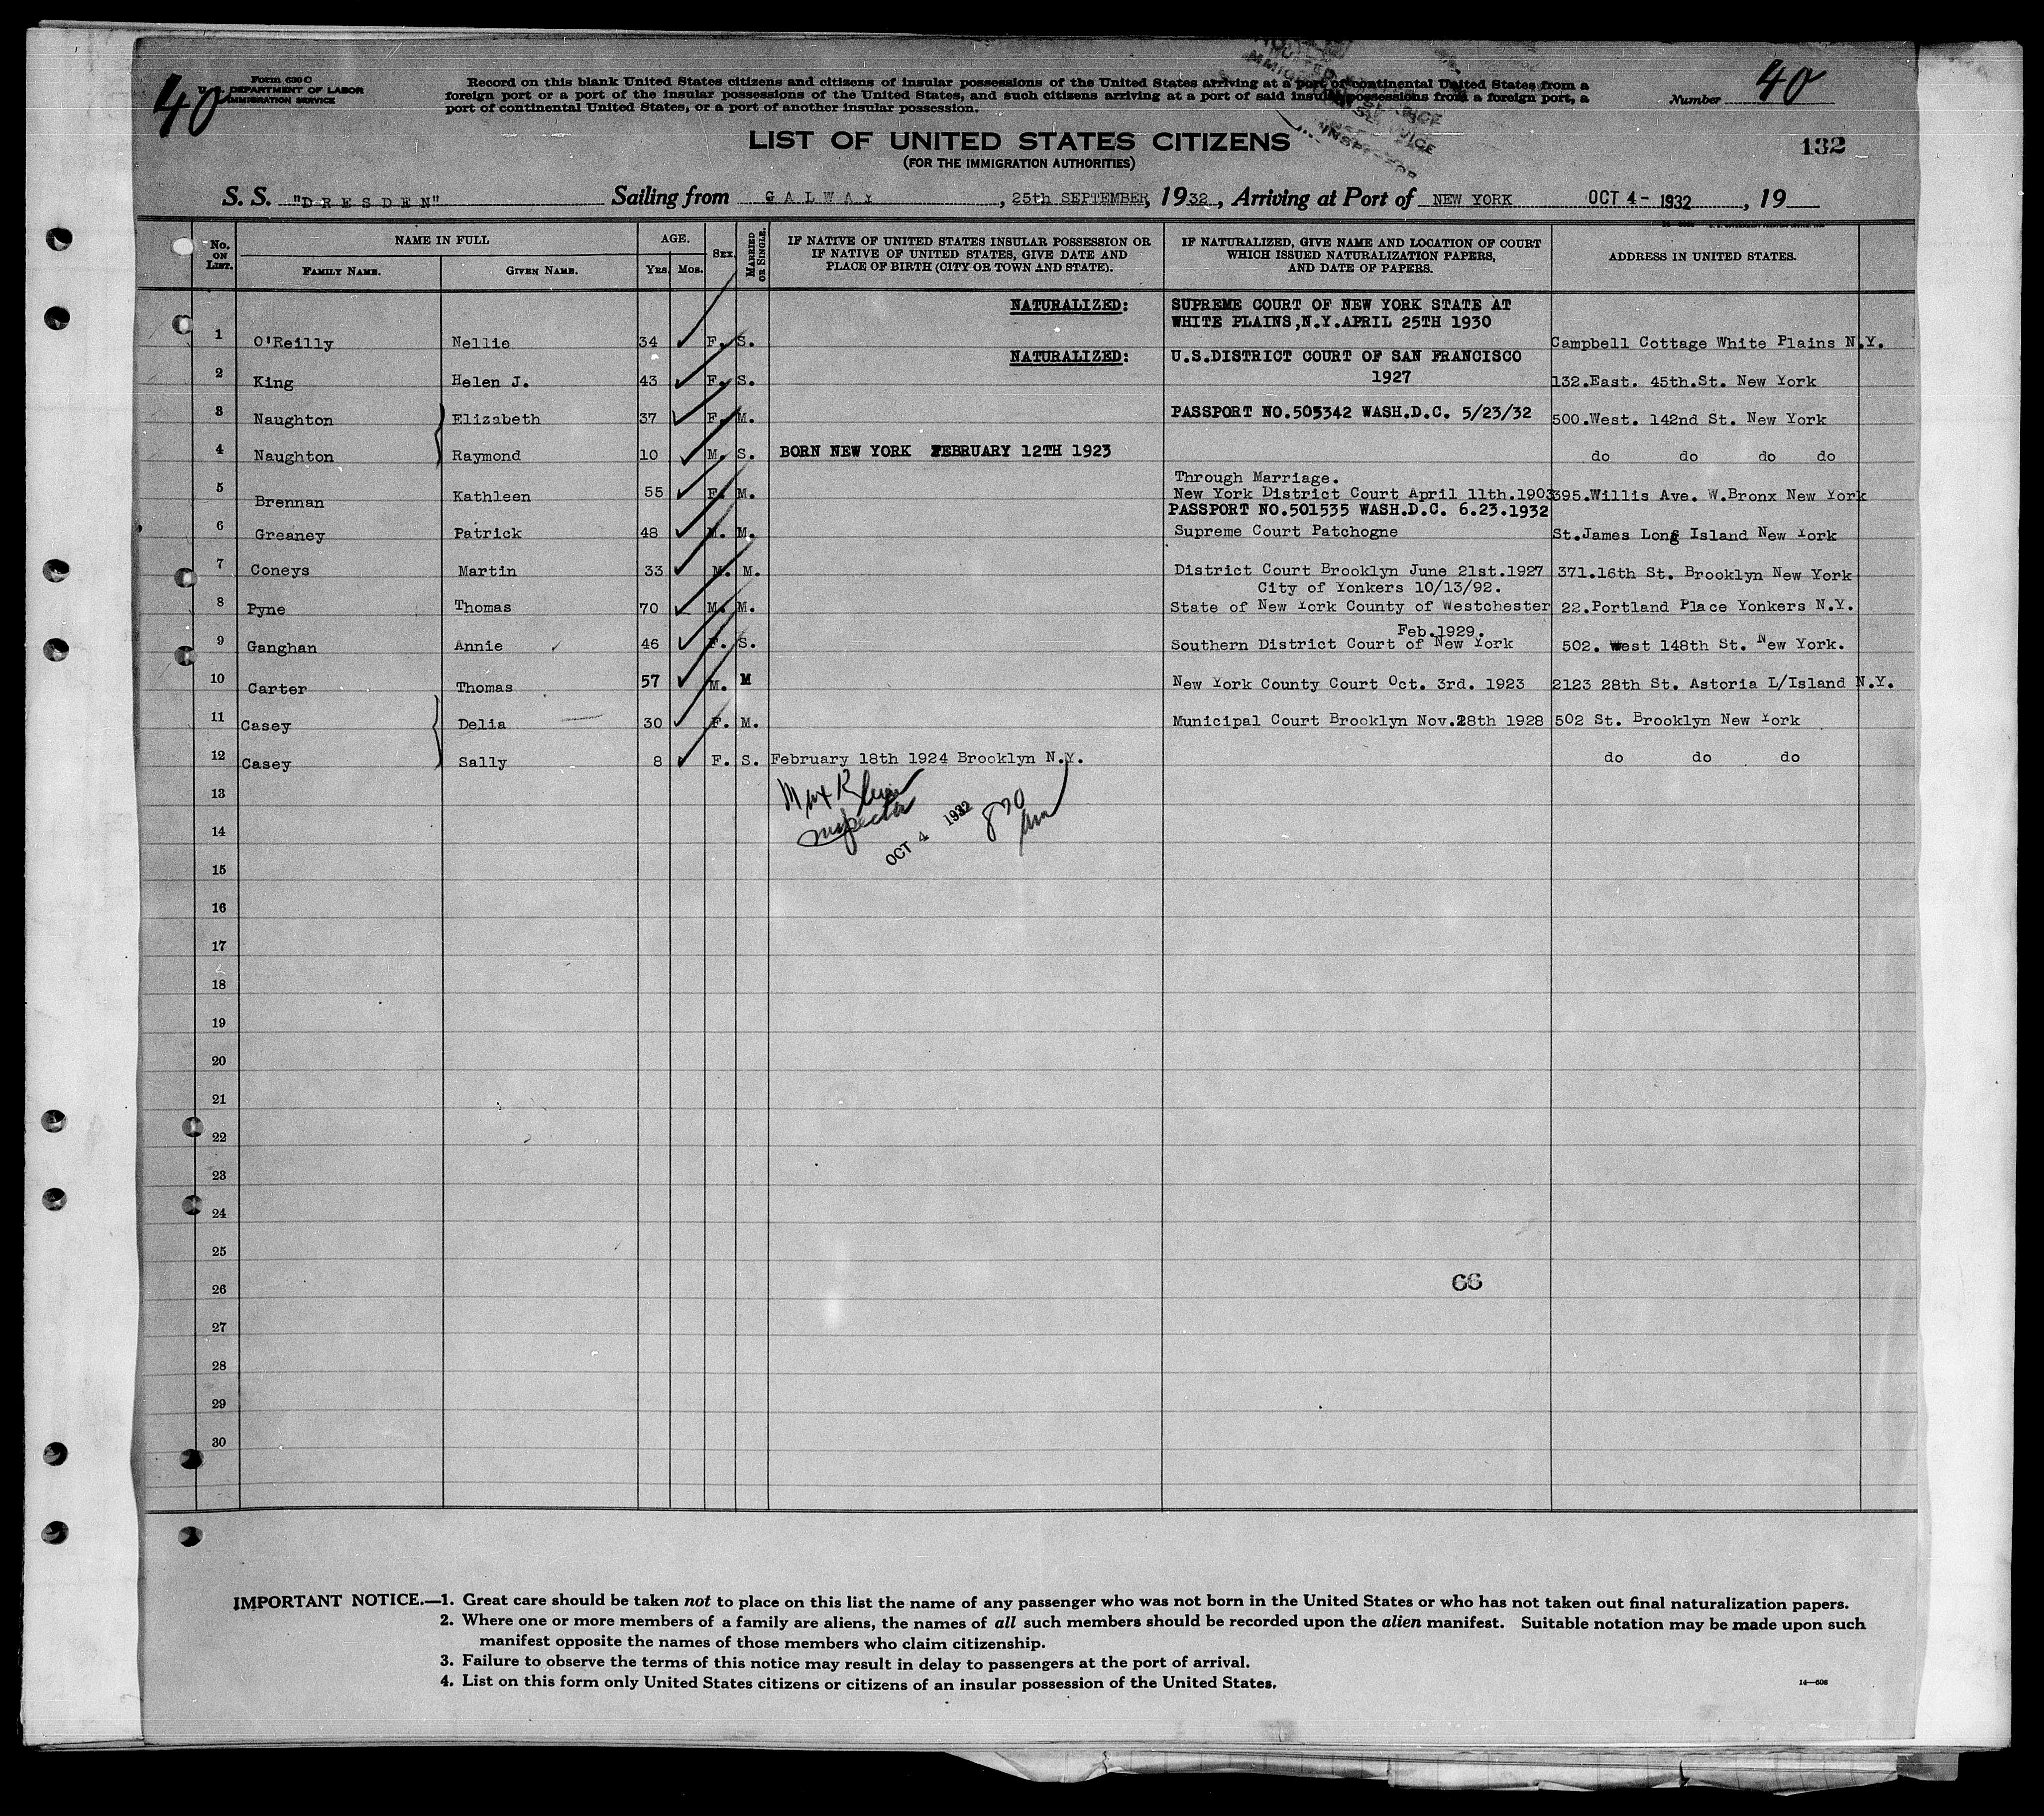 40
Form 630 C
U. S. DEPARTMENT OF LABOR
IMMIGRATION SERVICE
Record on this blank United States citizens and citizens of insular possessions of the United States arriving at a port of continental United States from a
foreign port or a port of the insular possessions of the United States, and such citizens arriving at a port of said insular possessions from a foreign port, a
port of continental United States, or a port of another insular possession.
Number 40
LIST OF UNITED STATES CITIZENS
(FOR THE IMMIGRATION AUTHORITIES)
132
S. S. "DRESDEN" Sailing from GALWAY, 25th SEPTEMBER, 1932, Arriving at Port of NEW YORK OCT 4 - 1932, 19
No. ON LIST. NAME IN FULL AGE. SEX. MARRIED OR SINGLE. IF NATIVE OF UNITED STATES INSULAR POSSESSION OR IF NATIVE OF UNITED STATES, GIVE DATE AND PLACE OF BIRTH (CITY OR TOWN AND STATE). IF NATURALIZED, GIVE NAME AND LOCATION OF COURT WHICH ISSUED NATURALIZATION PAPERS, AND DATE OF PAPERS. ADDRESS IN UNITED STATES.
FAMILY NAME. GIVEN NAME. YRS. MOS.
NATURALIZED: SUPREME COURT OF NEW YORK STATE AT
WHITE PLAINS,N.Y.APRIL 25TH 1930
1 O'Reilly Nellie 34 F. S. Campbell Cottage White Plains N.Y.
NATURALIZED: U.S.DISTRICT COURT OF SAN FRANCISCO
2 King Helen J. 43 F. S. 1927 132.East. 45th.St. New York
3 Naughton Elizabeth 37 F. M. PASSPORT NO.505342 WASH.D.C. 5/23/32 500.West. 142nd St. New York
4 Naughton Raymond 10 M. S. BORN NEW YORK FEBRUARY 12TH 1923 do do do do
Through Marriage.
5 Brennan Kathleen 55 F. M. New York District Court April 11th.1903 395.Willis Ave. W.Bronx New York
PASSPORT NO.501535 WASH.D.C. 6.23.1932
6 Greaney Patrick 48 M. M. Supreme Court Patchogne St.James Long Island New York
7 Coneys Martin 33 M. M. District Court Brooklyn June 21st.1927 371.16th St. Brooklyn New York
City of Yonkers 10/13/92.
8 Pyne Thomas 70 M. M. State of New York County of Westchester 22.Portland Place Yonkers N.Y.
Feb.1929.
9 Ganghan Annie 46 F. S. Southern District Court of New York 502. West 148th St. New York.
10 Carter Thomas 57 M. M New York County Court Oct. 3rd. 1923 2123 28th St. Astoria L/Island N.Y.
11 Casey Delia 30 F. M. Municipal Court Brooklyn Nov.28th 1928 502 St. Brooklyn New York
12 Casey Sally 8 F. S. February 18th 1924 Brooklyn N.Y. do do do
13
Inspector
OCT 4 1932
14
15
16
17
18
19
20
21
22
23
24
25
26 66
27
28
29
30
IMPORTANT NOTICE.—1. Great care should be taken not to place on this list the name of any passenger who was not born in the United States or who has not taken out final naturalization papers.
2. Where one or more members of a family are aliens, the names of all such members should be recorded upon the alien manifest. Suitable notation may be made upon such
manifest opposite the names of those members who claim citizenship.
3. Failure to observe the terms of this notice may result in delay to passengers at the port of arrival.
4. List on this form only United States citizens or citizens of an insular possession of the United States.
14—606